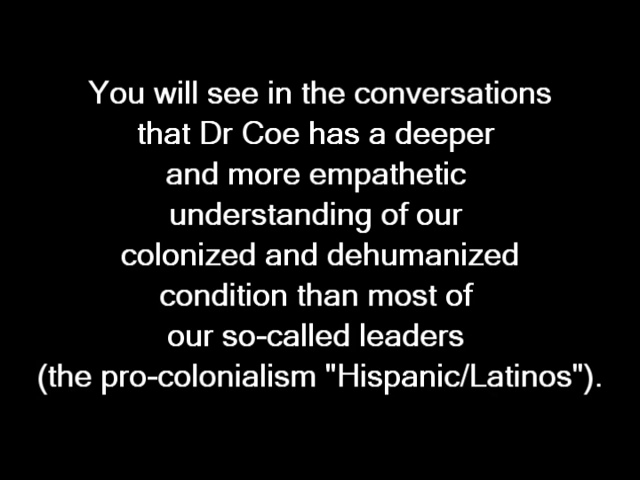 You will see in the conversations
that Dr Coe has a deeper
and more empathetic
understanding of our
colonized and dehumanized
condition than most of
our so-called leaders
(the pro-colonialism "Hispanic/Latinos").